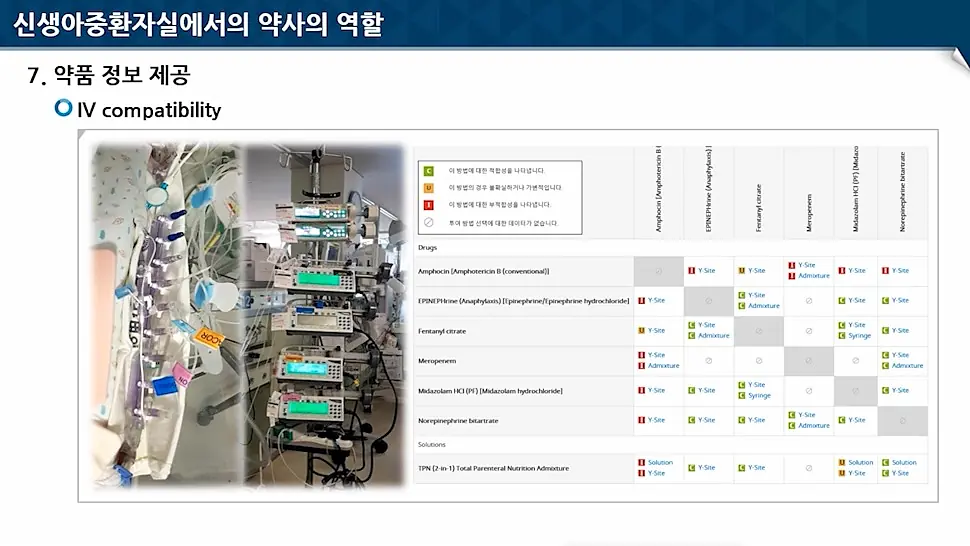 신생아중환자실에서의 약사의 역할
7. 약품 정보 제공
IV compatibility
C 이 방법에 대한 적합성을 나타냅니다.
U 이 방법의 경우 불확실하거나 가변적입니다.
I 이 방법에 대한 부적합성을 나타냅니다.
투여 방법 선택에 대한 데이터가 없습니다.
Amphocin [Amphotericin B (
EPINEPHrine (Anaphylaxis) [
Fentanyl citrate
Meropenem
Midazolam HCl (PF) [Midazo
Norepinephrine bitartrate
Drugs
Amphocin [Amphotericin B (conventional)] I Y-Site U Y-Site I Y-Site I Y-Site I Y-Site
I Admixture
EPINEPHrine (Anaphylaxis) [Epinephrine/Epinephrine hydrochloride] I Y-Site C Y-Site C Y-Site C Y-Site
C Admixture
Fentanyl citrate U Y-Site C Y-Site C Y-Site C Y-Site
C Admixture C Syringe
Meropenem I Y-Site C Y-Site
I Admixture C Admixture
Midazolam HCl (PF) [Midazolam hydrochloride] I Y-Site C Y-Site C Y-Site C Y-Site
C Syringe
Norepinephrine bitartrate I Y-Site C Y-Site C Y-Site C Y-Site C Y-Site
C Admixture
Solutions
TPN (2-in-1) Total Parenteral Nutrition Admixture I Solution C Y-Site C Y-Site U Solution C Solution
I Y-Site U Y-Site C Y-Site